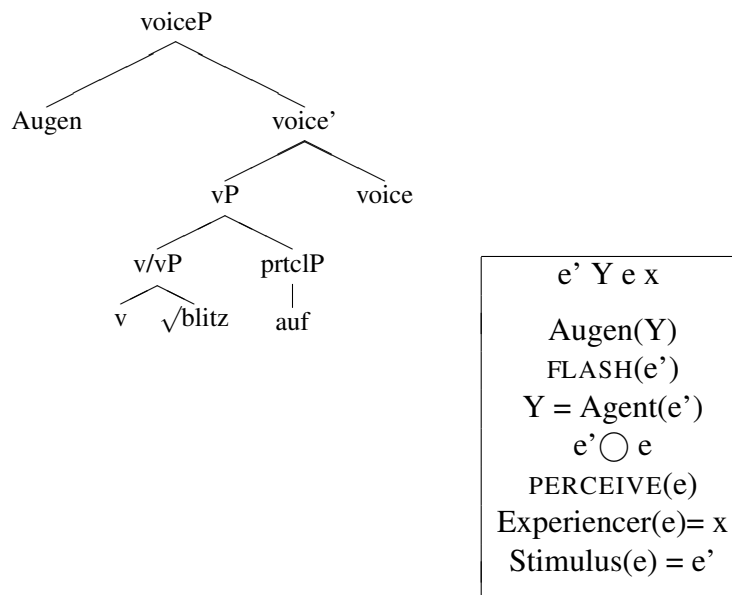 voiceP
Augen voice'
vP voice
v/vP prtclP
v √blitz auf
e' Y e x
Augen(Y)
FLASH(e')
Y = Agent(e')
e'◯ e
PERCEIVE(e)
Experiencer(e)= x
Stimulus(e) = e'